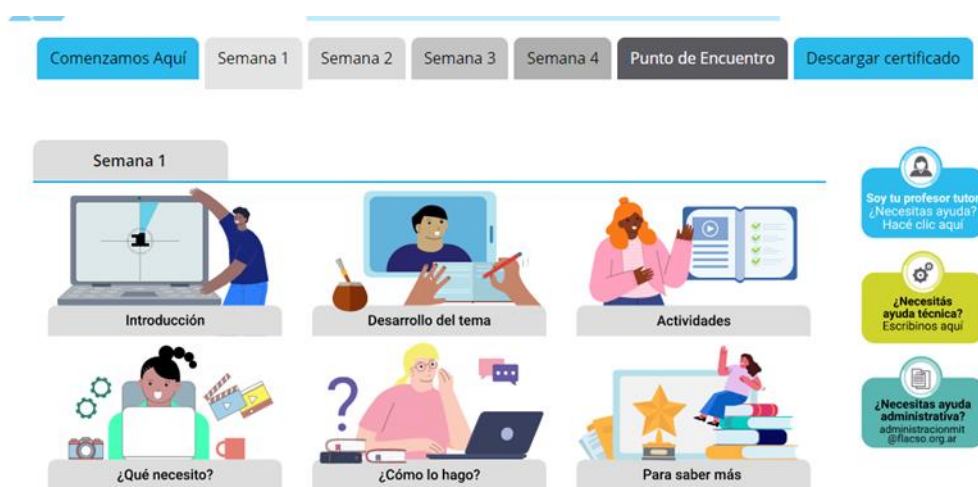 Comenzamos Aquí
Semana 1
Semana 2
Semana 3
Semana 4
Punto de Encuentro
Descargar certificado
Semana 1
1
Introducción
Desarrollo del tema
Actividades
¿Qué necesito?
¿Cómo lo hago?
Para saber más
Soy tu profesor tutor
¿Necesitas ayuda?
Hacé clic aquí
¿Necesitás
ayuda técnica?
Escribinos aquí
¿Necesitas ayuda
administrativa?
administracionmit
@flacso.org.ar